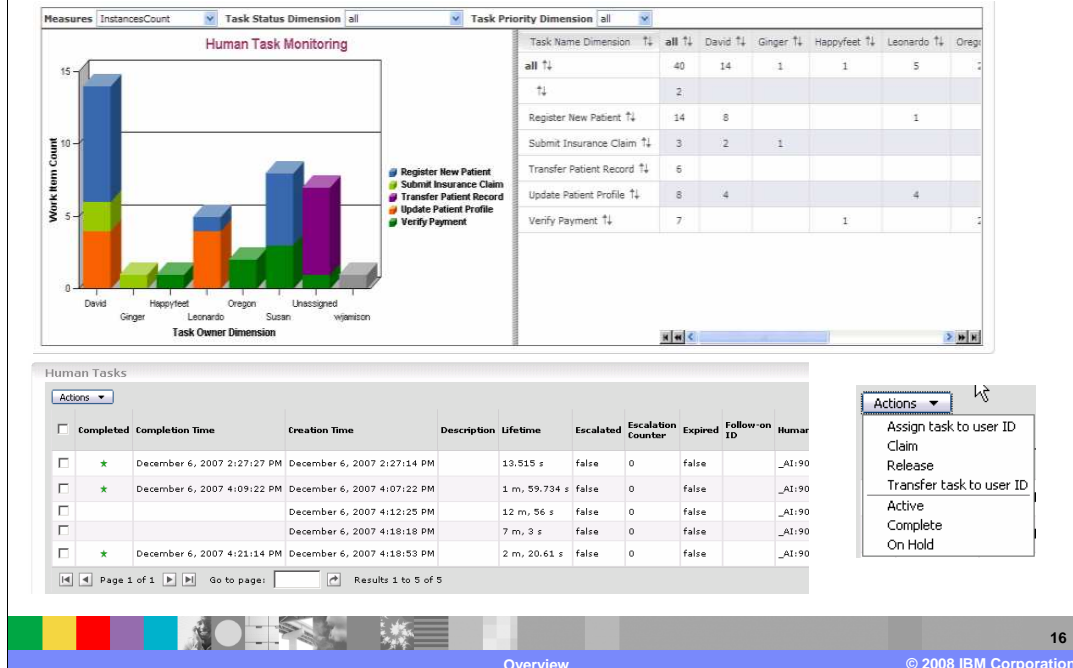 Measures InstancesCount Task Status Dimension all Task Priority Dimension all
Human Task Monitoring
15
10
5
0
Work Item Count
David
Ginger
Happyfeet
Leonardo
Oregon
Susan
Unassigned
wjamison
Task Owner Dimension
Register New Patient
Submit Insurance Claim
Transfer Patient Record
Update Patient Profile
Verify Payment
Task Name Dimension all David Ginger Happyfeet Leonardo
all 40 14 1 1 5
2
Register New Patient 14 8 1
Submit Insurance Claim 3 2 1
Transfer Patient Record 6
Update Patient Profile 8 4 4
Verify Payment 7 1
Human Tasks
Actions
Completed Completion Time Creation Time Description Lifetime Escalated Escalation Counter Expired Follow-on ID Human
December 6, 2007 2:27:27 PM December 6, 2007 2:27:14 PM 13.515 s false 0 false _AI:90
December 6, 2007 4:09:22 PM December 6, 2007 4:07:22 PM 1 m, 59.734 s false 0 false _AI:90
December 6, 2007 4:12:25 PM 12 m, 56 s false 0 false _AI:90
December 6, 2007 4:18:18 PM 7 m, 3 s false 0 false _AI:90
December 6, 2007 4:21:14 PM December 6, 2007 4:18:53 PM 2 m, 20.61 s false 0 false _AI:90
Page 1 of 1 Go to page: Results 1 to 5 of 5
Actions
Assign task to user ID
Claim
Release
Transfer task to user ID
Active
Complete
On Hold
16
Overview
© 2008 IBM Corporation